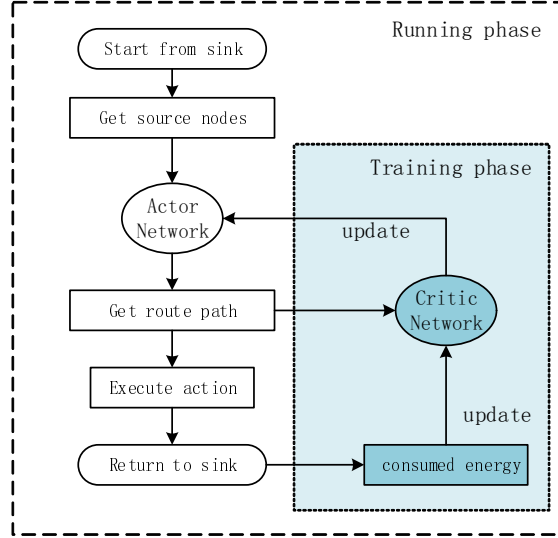 Running phase
Start from sink
Get source nodes
Training phase
Actor
Network
update
Get route path
Critic
Network
Execute action
update
Return to sink
consumed energy